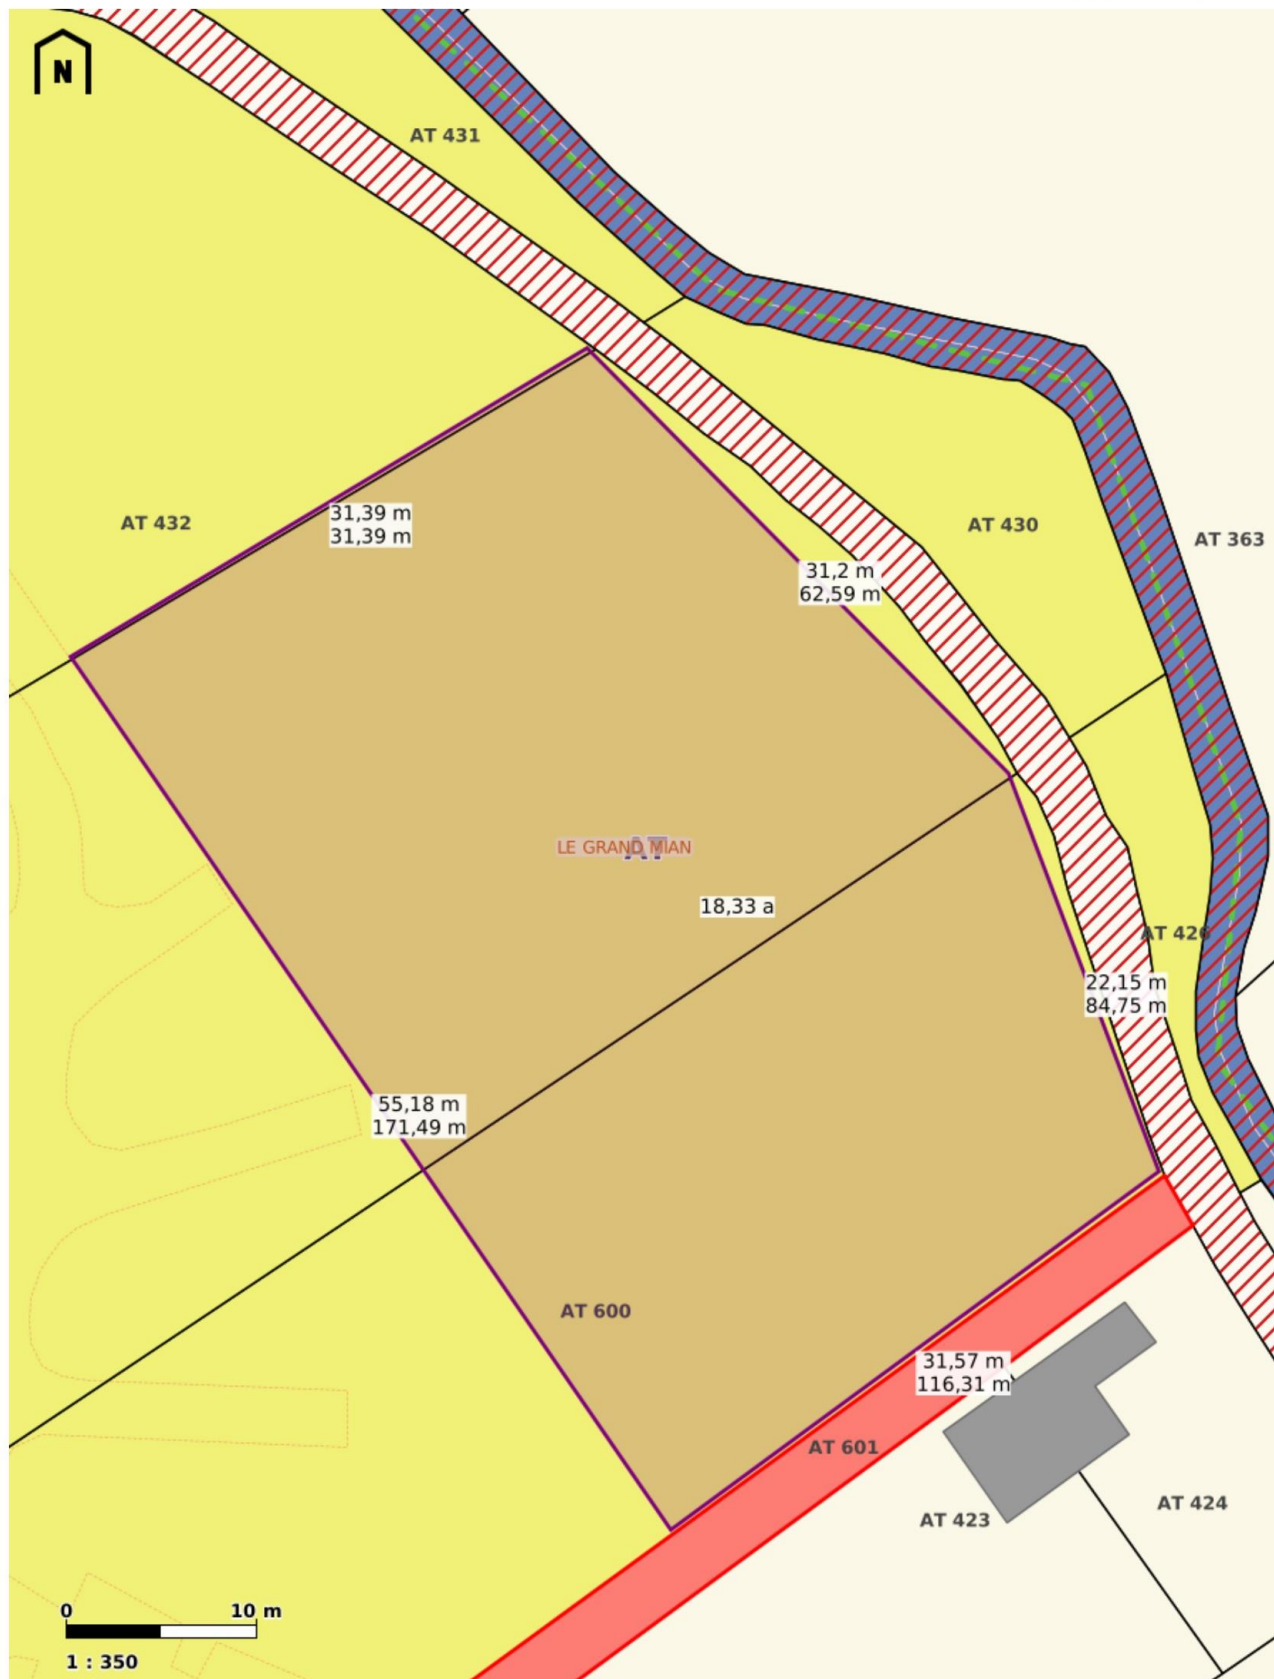 N
AT 431
AT 432
31,39 m
31,39 m
AT 430
AT 363
31,2 m
62,59 m
LE GRAND MIAN
AT
18,33 a
AT 426
22,15 m
84,75 m
55,18 m
171,49 m
AT 600
31,57 m
116,31 m
AT 601
AT 424
AT 423
0 10 m
1 : 350